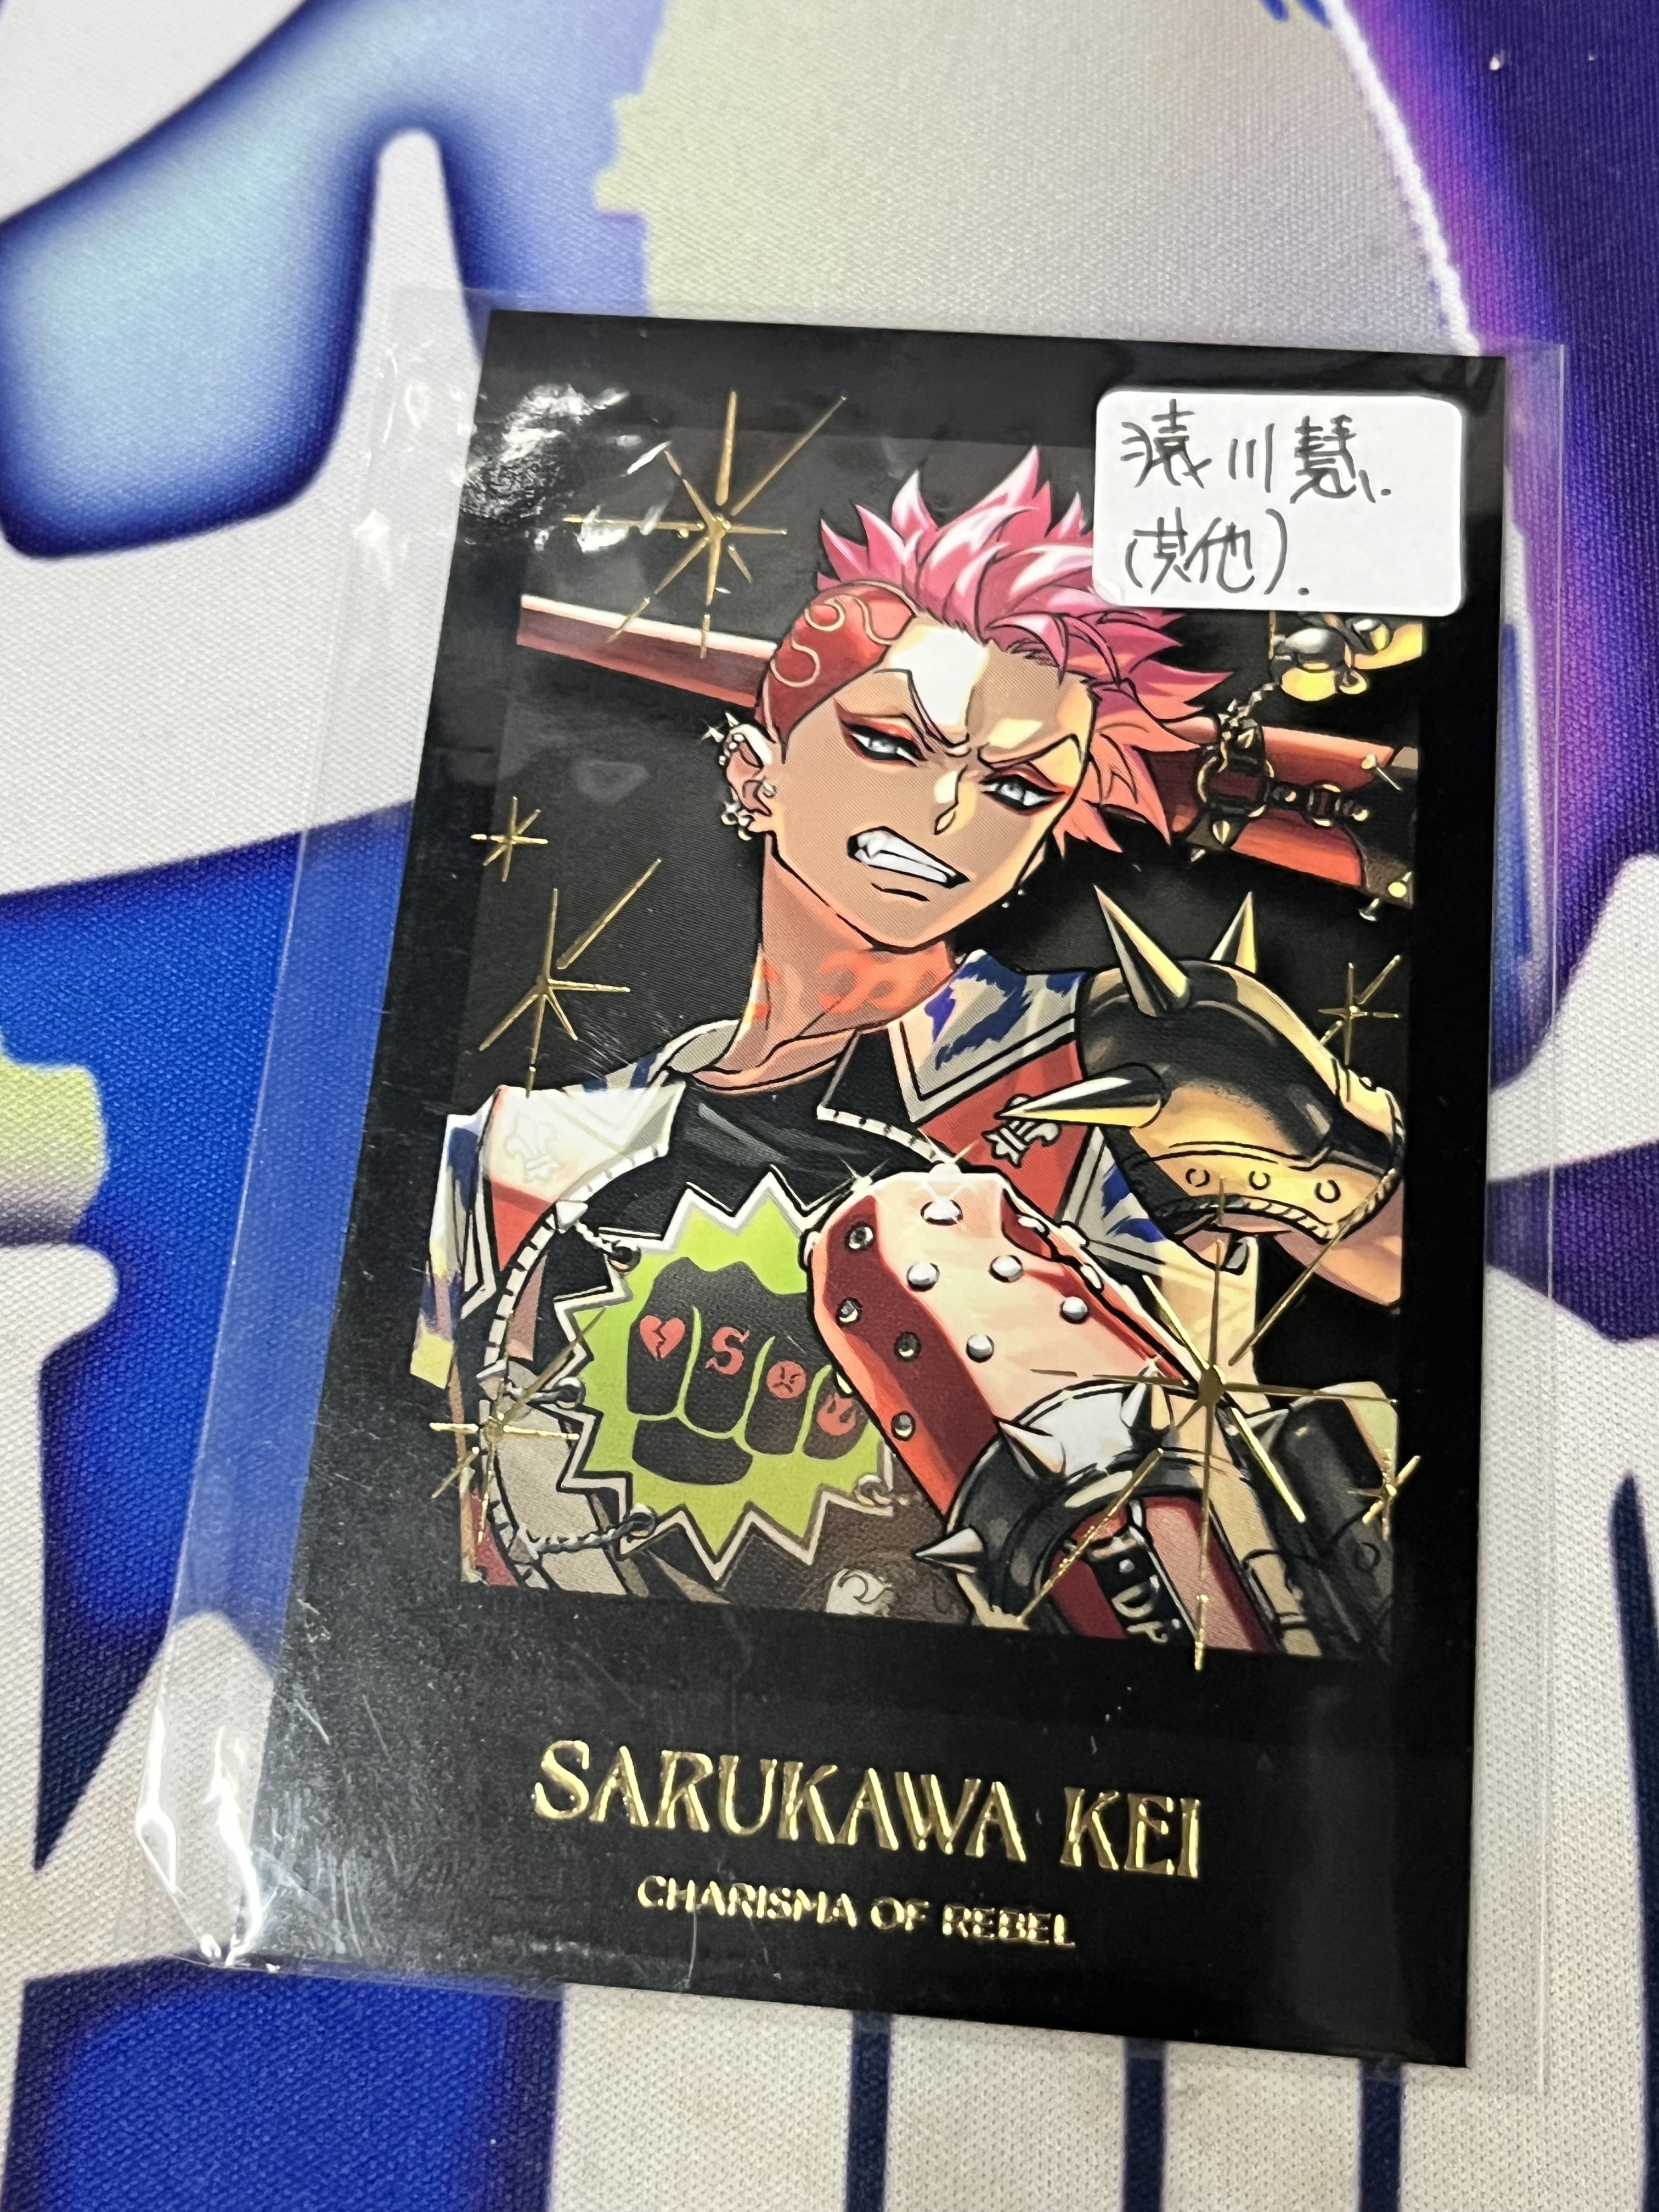 猿川慧.
(其他).
S
SARUKAWA KEI
CHARISMA OF REBEL